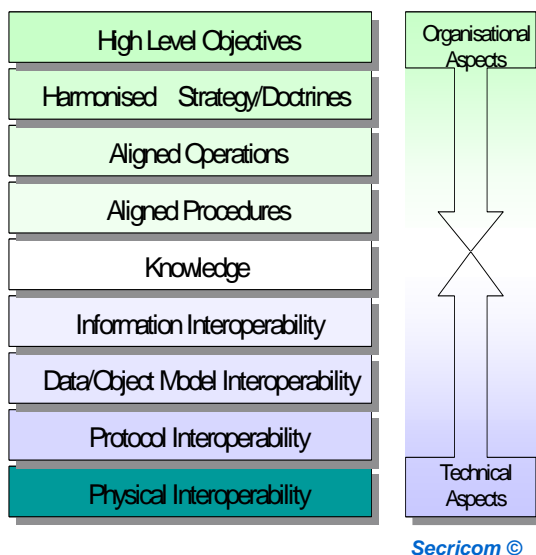 High Level Objectives
Harmonised Strategy/Doctrines
Aligned Operations
Aligned Procedures
Knowledge
Information Interoperability
Data/Object Model Interoperability
Protocol Interoperability
Physical Interoperability
Organisational
Aspects
Technical
Aspects
Secricom ©